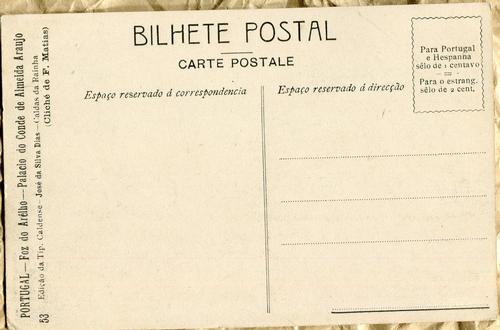 BILHETE POSTAL
CARTE POSTALE
Espaço reservado á correspondencia
Espaço reservado á direcção
Para Portugal
e Hespanha
sêlo de 1 centavo
Para o estrang.
sêlo de 2 cent.
PORTUGAL—Foz do Arêlho—Palacio do Conde de Almeida Araujo
53 Edição da Tip. Caldense—José da Silva Dias—Caldas da Rainha
(Cliché de F. Matias)